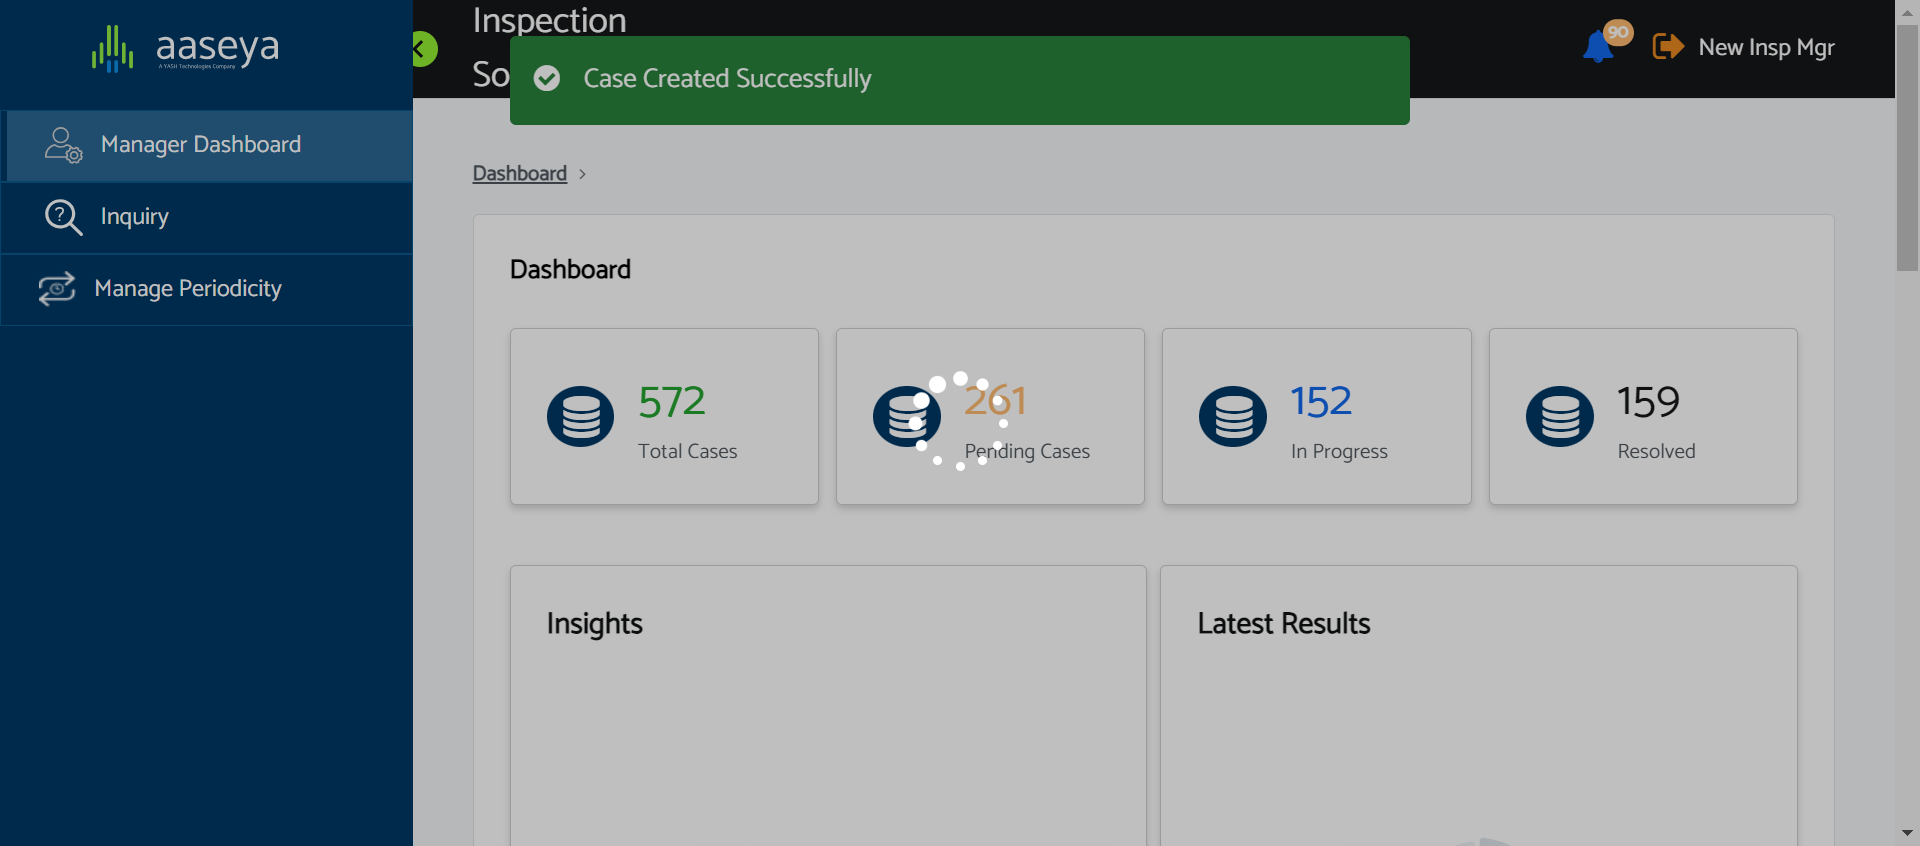 aaseya
A YASH Technologies Company
Manager Dashboard
Inquiry
Manage Periodicity
Inspection
So
90
New Insp Mgr
Case Created Successfully
Dashboard >
Dashboard
572
Total Cases
261
Pending Cases
152
In Progress
159
Resolved
Insights
Latest Results